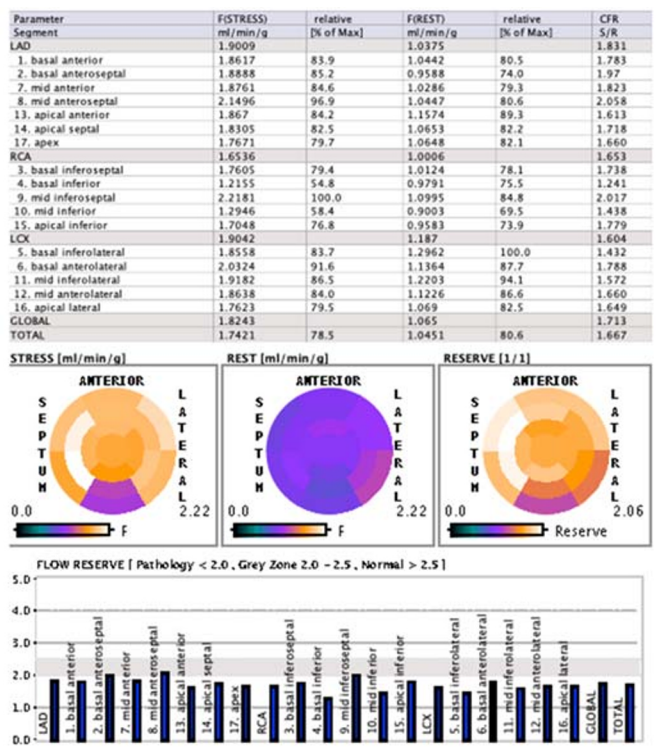 Parameter F(STRESS) relative F(REST) relative CFR
Segment ml/min/g [% of Max] ml/min/g [% of Max] S/R
LAD 1.9009 1.0375 1.831
1. basal anterior 1.8617 83.9 1.0442 80.5 1.783
2. basal anteroseptal 1.8888 85.2 0.9588 74.0 1.97
7. mid anterior 1.8761 84.6 1.0286 79.3 1.823
8. mid anteroseptal 2.1496 96.9 1.0447 80.6 2.058
13. apical anterior 1.867 84.2 1.1574 89.3 1.613
14. apical septal 1.8305 82.5 1.0653 82.2 1.718
17. apex 1.7671 79.7 1.0648 82.1 1.660
RCA 1.6536 1.0006 1.653
3. basal inferoseptal 1.7605 79.4 1.0124 78.1 1.738
4. basal inferior 1.2155 54.8 0.9791 75.5 1.241
9. mid inferoseptal 2.2181 100.0 1.0995 84.8 2.017
10. mid inferior 1.2946 58.4 0.9003 69.5 1.438
15. apical inferior 1.7048 76.8 0.9583 73.9 1.779
LCX 1.9042 1.187 1.604
5. basal inferolateral 1.8558 83.7 1.2962 100.0 1.432
6. basal anterolateral 2.0324 91.6 1.1364 87.7 1.788
11. mid inferolateral 1.9182 86.5 1.2203 94.1 1.572
12. mid anterolateral 1.8638 84.0 1.1226 86.6 1.660
16. apical lateral 1.7623 79.5 1.069 82.5 1.649
GLOBAL 1.8243 1.065 1.713
TOTAL 1.7421 78.5 1.0451 80.6 1.667
STRESS [ml/min/g] REST [ml/min/g] RESERVE [1/1]
ANTERIOR ANTERIOR ANTERIOR
SEPTUM LATERAL SEPTUM LATERAL SEPTUM LATERAL
0.0 2.22 0.0 2.22 0.0 2.06
F F Reserve
FLOW RESERVE [ Pathology < 2.0 , Grey Zone 2.0 - 2.5 , Normal > 2.5 ]
5.0
4.0
3.0
2.0
1.0
0.0
LAD
1. basal anterior
2. basal anteroseptal
7. mid anterior
8. mid anteroseptal
13. apical anterior
14. apical septal
17. apex
RCA
3. basal inferoseptal
4. basal inferior
9. mid inferoseptal
10. mid inferior
15. apical inferior
LCX
5. basal inferolateral
6. basal anterolateral
11. mid inferolateral
12. mid anterolateral
16. apical lateral
GLOBAL
TOTAL